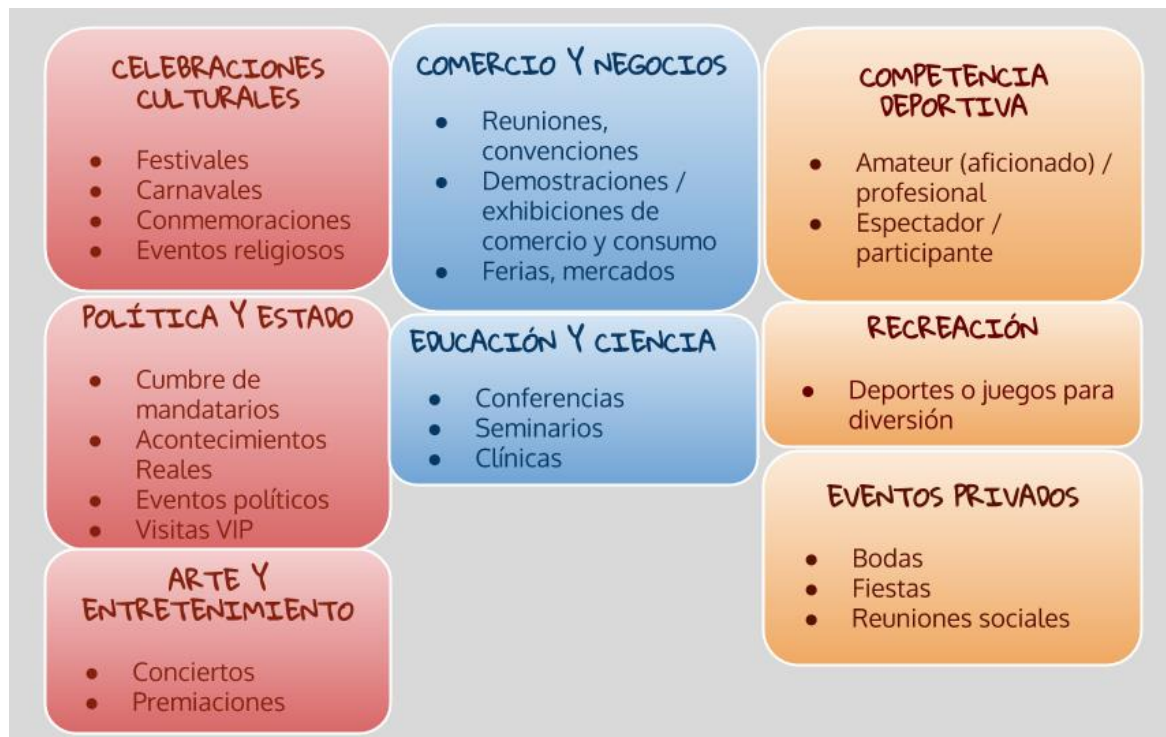 CELEBRACIONES
CULTURALES
● Festivales
● Carnavales
● Conmemoraciones
● Eventos religiosos
POLÍTICA Y ESTADO
● Cumbre de
mandatarios
● Acontecimientos
Reales
● Eventos políticos
● Visitas VIP
ARTE Y
ENTRETENIMIENTO
● Conciertos
● Premiaciones
COMERCIO Y NEGOCIOS
● Reuniones,
convenciones
● Demostraciones /
exhibiciones de
comercio y consumo
● Ferias, mercados
EDUCACIÓN Y CIENCIA
● Conferencias
● Seminarios
● Clínicas
COMPETENCIA
DEPORTIVA
● Amateur (aficionado) /
profesional
● Espectador /
participante
RECREACIÓN
● Deportes o juegos para
diversión
EVENTOS PRIVADOS
● Bodas
● Fiestas
● Reuniones sociales